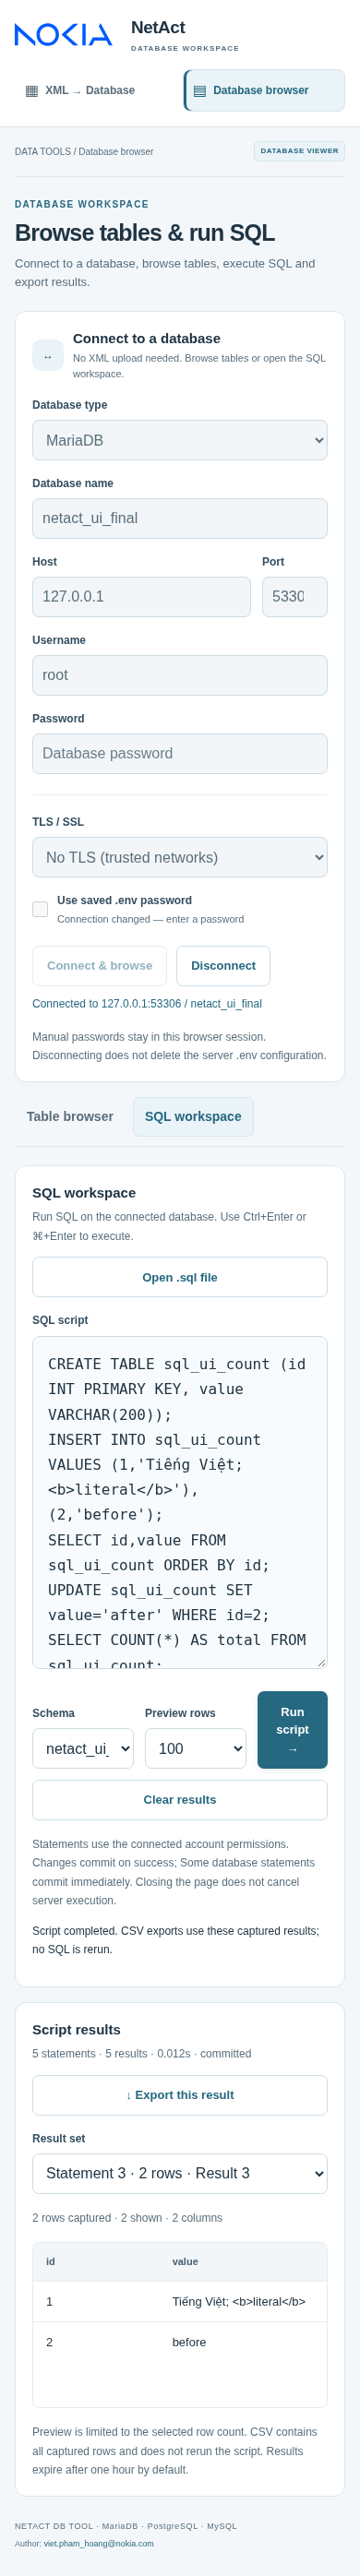 NOKIA
NetAct
DATABASE WORKSPACE
XML → Database
Database browser
DATA TOOLS / Database browser
DATABASE VIEWER
DATABASE WORKSPACE
Browse tables & run SQL
Connect to a database, browse tables, execute SQL and
export results.
↔
Connect to a database
No XML upload needed. Browse tables or open the SQL
workspace.
Database type
MariaDB
Database name
netact_ui_final
Host
Port
127.0.0.1
5330
Username
root
Password
Database password
TLS / SSL
No TLS (trusted networks)
Use saved .env password
Connection changed — enter a password
Connect & browse
Disconnect
Connected to 127.0.0.1:53306 / netact_ui_final
Manual passwords stay in this browser session.
Disconnecting does not delete the server .env configuration.
Table browser
SQL workspace
SQL workspace
Run SQL on the connected database. Use Ctrl+Enter or
⌘+Enter to execute.
Open .sql file
SQL script
CREATE TABLE sql_ui_count (id
INT PRIMARY KEY, value
VARCHAR(200));
INSERT INTO sql_ui_count
VALUES (1,'Tiếng Việt;
<b>literal</b>'),
(2,'before');
SELECT id,value FROM
sql_ui_count ORDER BY id;
UPDATE sql_ui_count SET
value='after' WHERE id=2;
SELECT COUNT(*) AS total FROM
sql_ui_count;
Schema
Preview rows
Run
script
→
netact_ui_
100
Clear results
Statements use the connected account permissions.
Changes commit on success; Some database statements
commit immediately. Closing the page does not cancel
server execution.
Script completed. CSV exports use these captured results;
no SQL is rerun.
Script results
5 statements · 5 results · 0.012s · committed
↓ Export this result
Result set
Statement 3 · 2 rows · Result 3
2 rows captured · 2 shown · 2 columns
id
value
1
Tiếng Việt; <b>literal</b>
2
before
Preview is limited to the selected row count. CSV contains
all captured rows and does not rerun the script. Results
expire after one hour by default.
NETACT DB TOOL · MariaDB · PostgreSQL · MySQL
Author: viet.pham_hoang@nokia.com